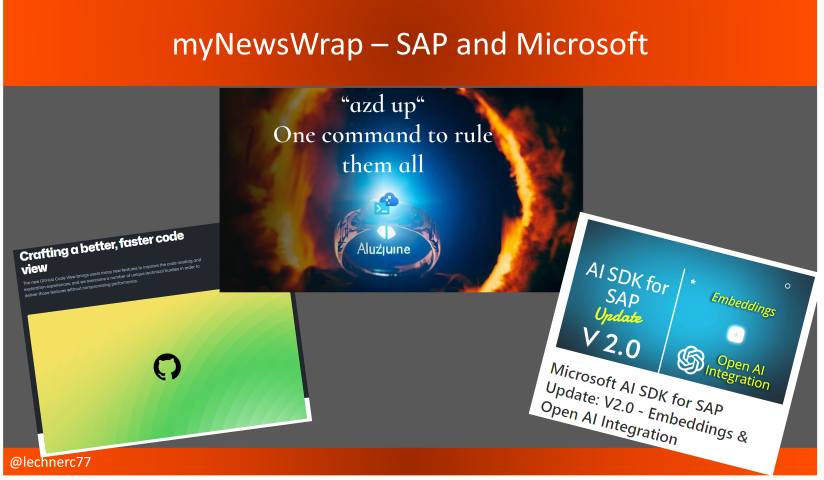 myNewsWrap – SAP and Microsoft
“azd up“
One command to rule
them all
Aluzjuine
Crafting a better, faster code
view
The new GitHub Code View brings users many new features to improve the code reading and
exploration experiences, and we overcame a number of unique technical hurdles in order to
deliver those features without compromising performance.
AI SDK for
SAP
Update
V 2.0
Embeddings
Open AI
Integration
Microsoft AI SDK for SAP
Update: V2.0 - Embeddings &
Open AI Integration
@lechnerc77